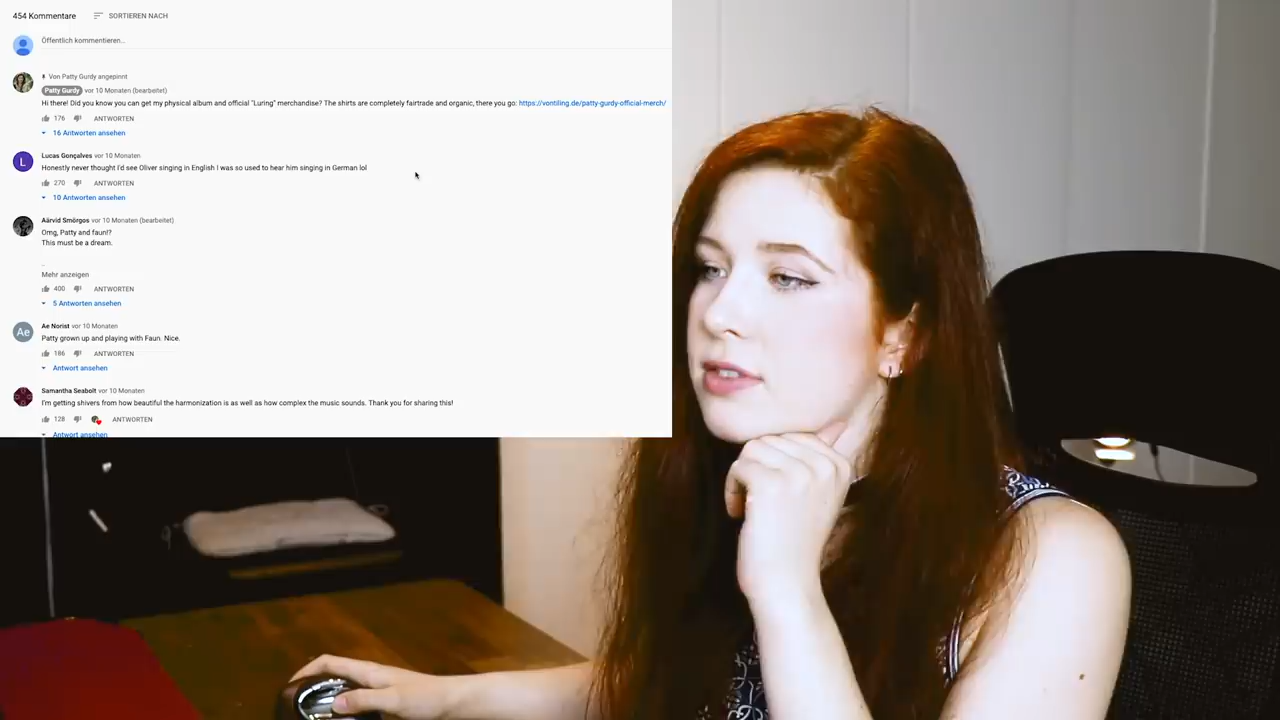 454 Kommentare SORTIEREN NACH
Öffentlich kommentieren...
Von Patty Gurdy angepinnt
Patty Gurdy vor 10 Monaten (bearbeitet)
Hi there! Did you know you can get my physical album and official "Luring" merchandise? The shirts are completely fairtrade and organic, there you go: https://vontiling.de/patty-gurdy-official-merch/
176 ANTWORTEN
16 Antworten ansehen
L
Lucas Gonçalves vor 10 Monaten
Honestly never thought I'd see Oliver singing in English I was so used to hear him singing in German lol
270 ANTWORTEN
10 Antworten ansehen
Aärvid Smörgos vor 10 Monaten (bearbeitet)
Omg, Patty and faun!?
This must be a dream.
..
Mehr anzeigen
400 ANTWORTEN
5 Antworten ansehen
Ae
Ae Norist vor 10 Monaten
Patty grown up and playing with Faun. Nice.
186 ANTWORTEN
Antwort ansehen
Samantha Seabolt vor 10 Monaten
I'm getting shivers from how beautiful the harmonization is as well as how complex the music sounds. Thank you for sharing this!
128 ANTWORTEN
Antwort ansehen